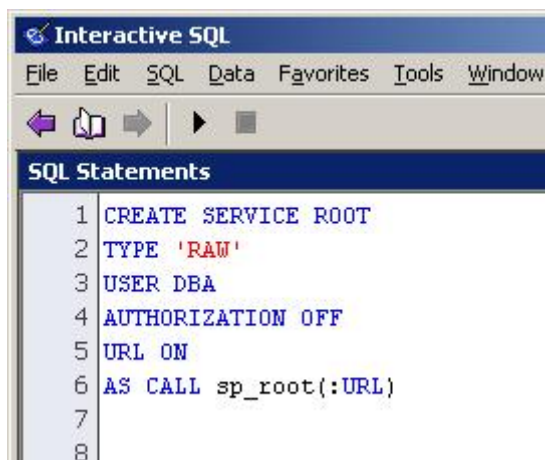 Interactive SQL
File Edit SQL Data Favorites Tools Window
SQL Statements
1 CREATE SERVICE ROOT
2 TYPE 'RAW'
3 USER DBA
4 AUTHORIZATION OFF
5 URL ON
6 AS CALL sp_root(:URL)
7
8